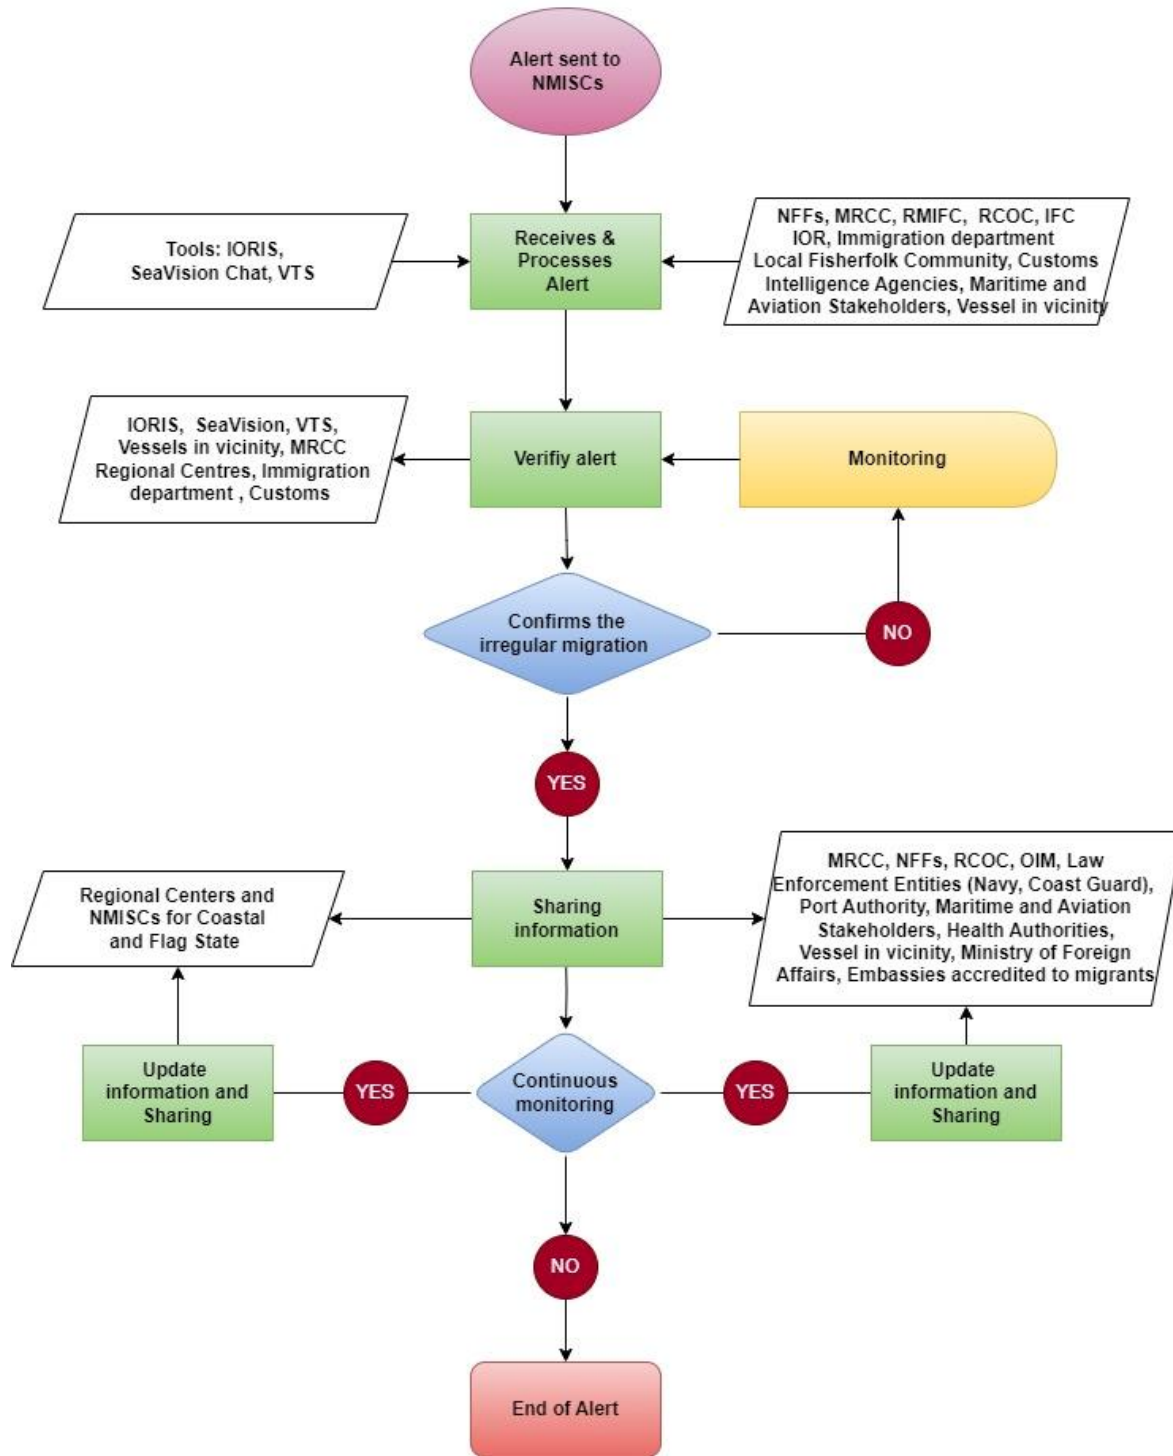 Alert sent to
NMISCs
Tools: IORIS,
SeaVision Chat, VTS
Receives &
Processes
Alert
NFFs, MRCC, RMIFC, RCOC, IFC
IOR, Immigration department
Local Fisherfolk Community, Customs
Intelligence Agencies, Maritime and
Aviation Stakeholders, Vessel in vicinity
IORIS, SeaVision, VTS,
Vessels in vicinity, MRCC
Regional Centres, Immigration
department , Customs
Verifiy alert
Monitoring
Confirms the
irregular migration
NO
YES
Regional Centers and
NMISCs for Coastal
and Flag State
Sharing
information
MRCC, NFFs, RCOC, OIM, Law
Enforcement Entities (Navy, Coast Guard),
Port Authority, Maritime and Aviation
Stakeholders, Health Authorities,
Vessel in vicinity, Ministry of Foreign
Affairs, Embassies accredited to migrants
Update
information and
Sharing
YES
Continuous
monitoring
YES
Update
information and
Sharing
NO
End of Alert